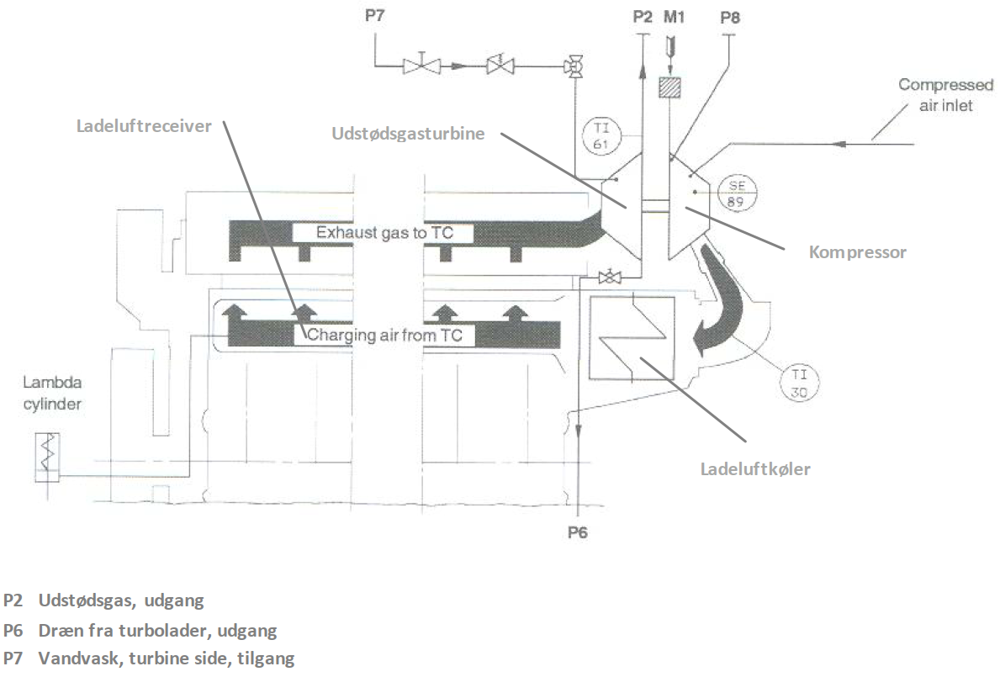 P7
P2 M1 P8
Compressed
air inlet
Ladeluftreceiver
Udstødsgasturbine
TI
61
SE
89
Exhaust gas to TC
Kompressor
Charging air from TC
TI
30
Lambda
cylinder
Ladeluftkøler
P6
P2 Udstødsgas, udgang
P6 Dræn fra turbolader, udgang
P7 Vandvask, turbine side, tilgang